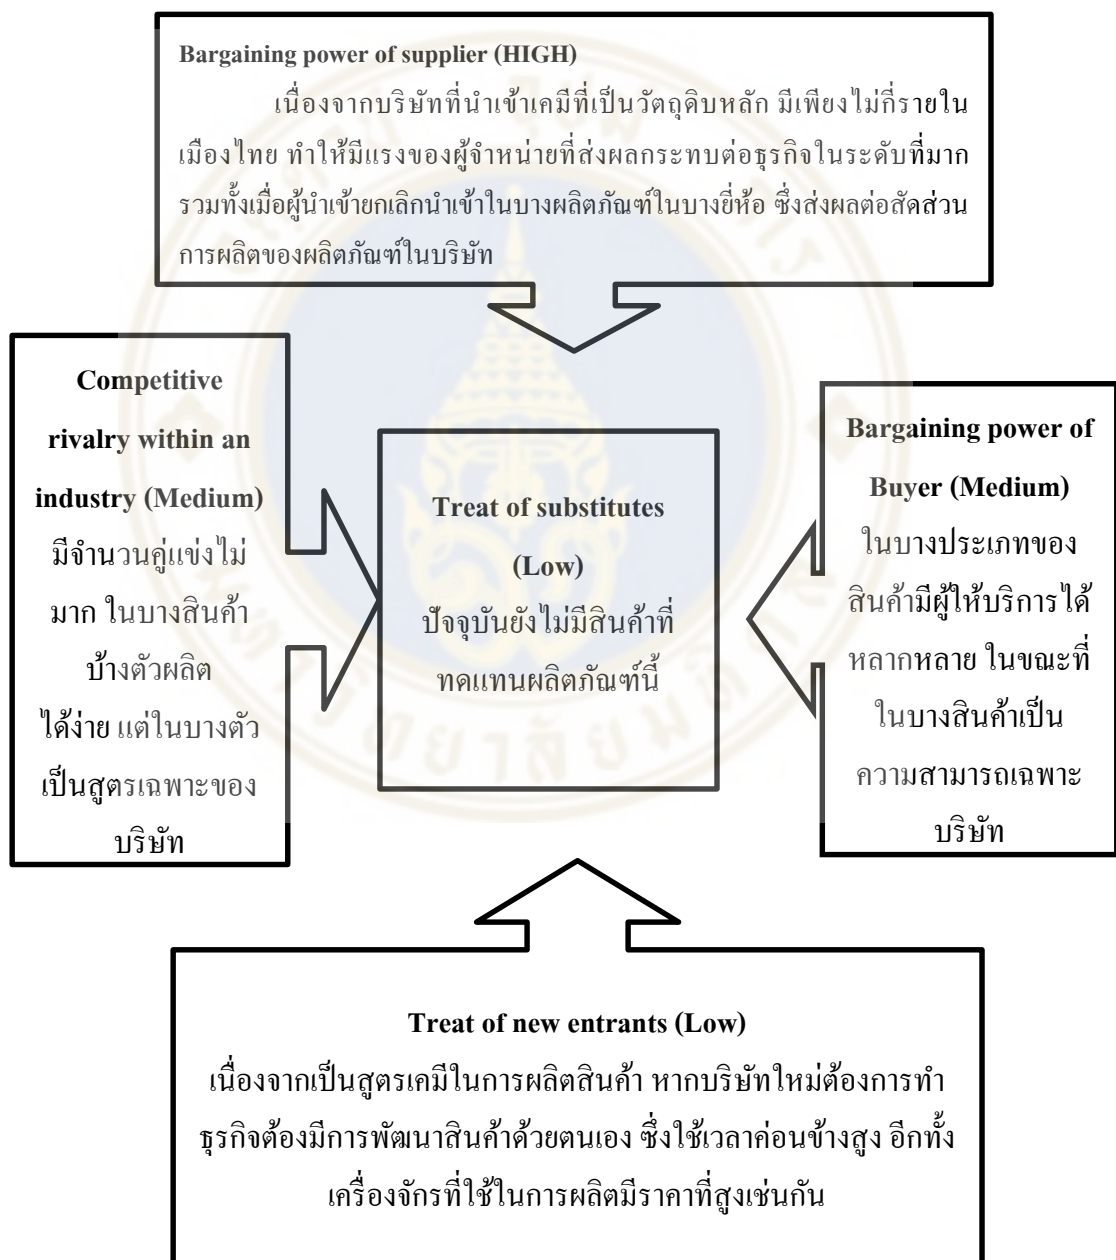 Bargaining power of supplier (HIGH)
เนื่องจากบริษัทที่นำเข้าเคมีที่เป็นวัตถุดิบหลัก มีเพียงไม่กี่รายใน
เมืองไทย ทำให้มีแรงของผู้จำหน่ายที่ส่งผลกระทบต่อธุรกิจในระดับที่มาก
รวมทั้งเมื่อผู้นำเข้ายกเลิกนำเข้าในบางผลิตภัณฑ์ในบางยี่ห้อ ซึ่งส่งผลต่อสัดส่วน
การผลิตของผลิตภัณฑ์ในบริษัท
Competitive
rivalry within an
industry (Medium)
มีจำนวนคู่แข่งไม่
มาก ในบางสินค้า
บ้างตัวผลิต
ได้ง่าย แต่ในบางตัว
เป็นสูตรเฉพาะของ
บริษัท
Treat of substitutes
(Low)
ปัจจุบันยังไม่มีสินค้าที่
ทดแทนผลิตภัณฑ์นี้
Bargaining power of
Buyer (Medium)
ในบางประเภทของ
สินค้ามีผู้ให้บริการได้
หลากหลาย ในขณะที่
ในบางสินค้าเป็น
ความสามารถเฉพาะ
บริษัท
Treat of new entrants (Low)
เนื่องจากเป็นสูตรเคมีในการผลิตสินค้า หากบริษัทใหม่ต้องการทำ
ธุรกิจต้องมีการพัฒนาสินค้าด้วยตนเอง ซึ่งใช้เวลาค่อนข้างสูง อีกทั้ง
เครื่องจักรที่ใช้ในการผลิตมีราคาที่สูงเช่นกัน